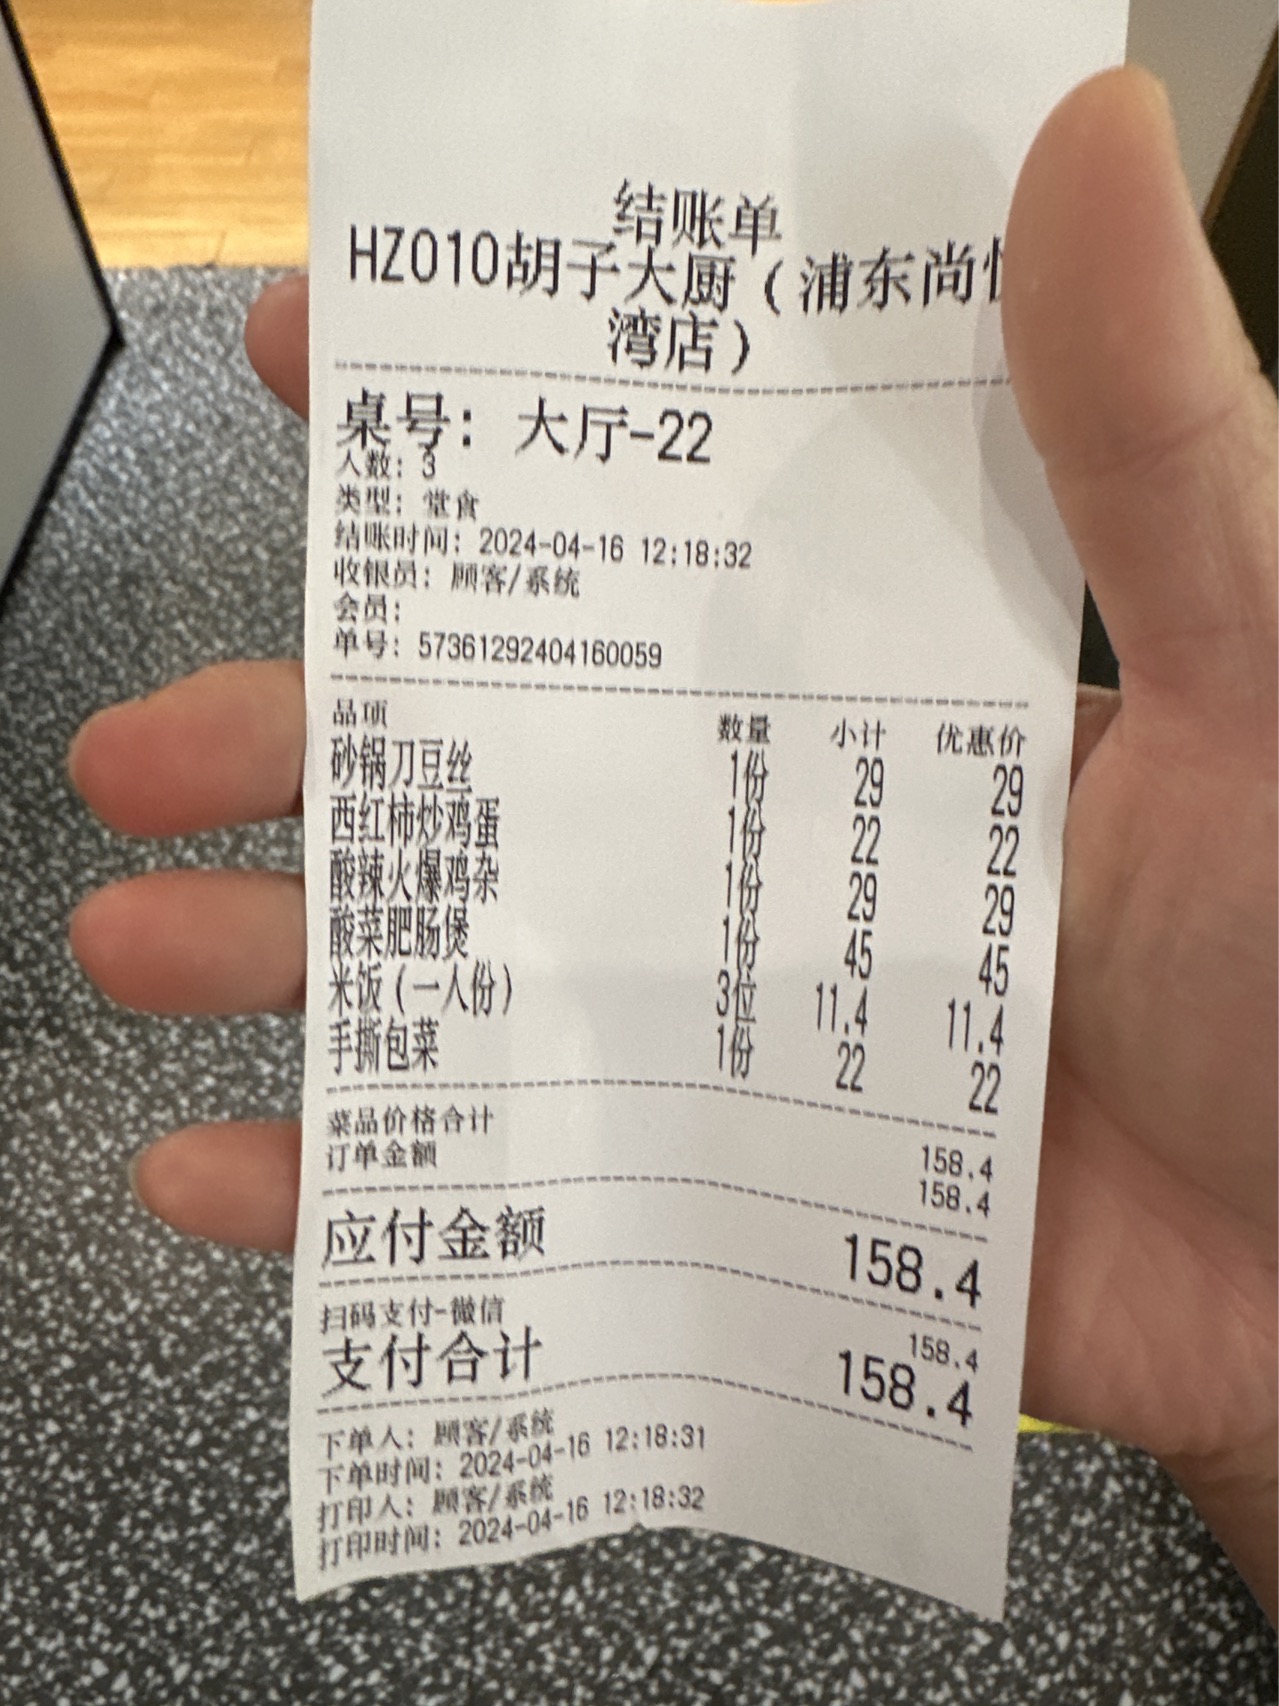 结账单
HZ010胡子大厨（浦东尚
湾店）
桌号：大厅-22
人数：3
类型：堂食
结账时间：2024-04-16 12:18:32
收银员：顾客/系统
会员：
单号：57361292404160059
品项 数量 小计 优惠价
砂锅刀豆丝 1份 29 29
西红柿炒鸡蛋 1份 22 22
酸辣火爆鸡杂 1份 29 29
酸菜肥肠煲 1份 45 45
米饭（一人份） 3位 11.4 11.4
手撕包菜 1份 22 22
菜品价格合计 158.4
订单金额 158.4
应付金额 158.4
扫码支付-微信 158.4
支付合计 158.4
下单人：顾客/系统
下单时间：2024-04-16 12:18:31
打印人：顾客/系统
打印时间：2024-04-16 12:18:32